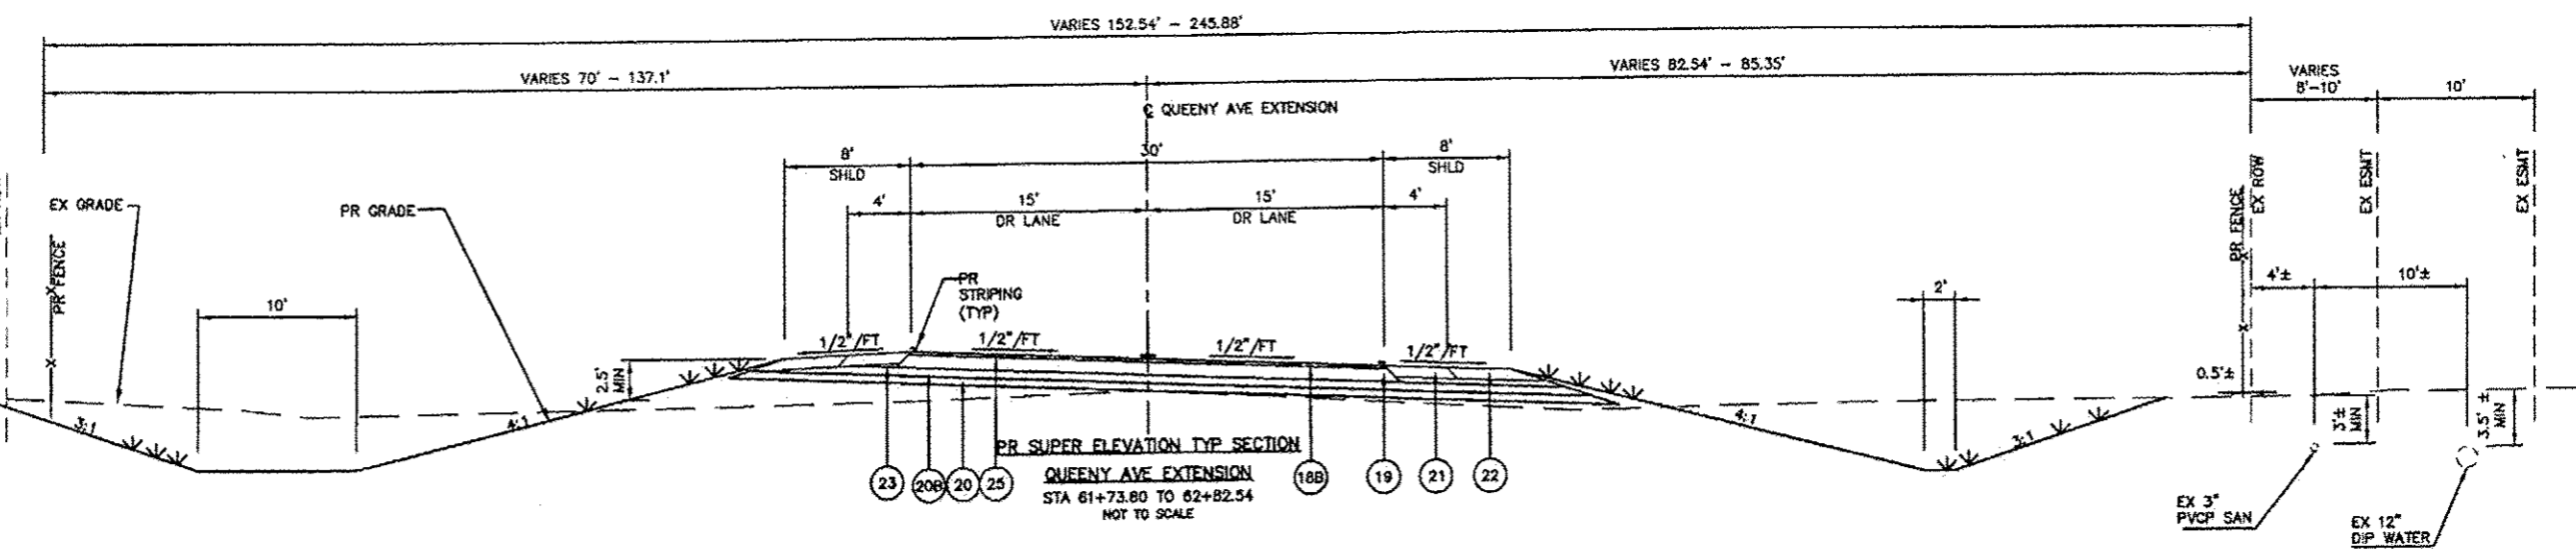 VARIES 152.54' - 245.88'
VARIES 70' - 137.1'
VARIES 82.54' - 85.35'
VARIES
8'-10'
10'
℄ QUEENY AVE EXTENSION
8'
SHLD
30'
8'
SHLD
4'
15'
DR LANE
15'
DR LANE
4'
EX GRADE
PR GRADE
PR FENCE
PR FENCE
EX ROW
EX ESMT
EX ESMT
10'
PR
STRIPING
(TYP)
2'
4'±
10'±
1/2"/FT
1/2"/FT
1/2"/FT
1/2"/FT
2.5'
MIN
0.5'±
3:1
4:1
4:1
3:1
3'±
MIN
3.5' ±
MIN
PR SUPER ELEVATION TYP SECTION
QUEENY AVE EXTENSION
STA 61+73.80 TO 62+82.54
NOT TO SCALE
23
20B
20
25
18B
19
21
22
EX 3"
PVCP SAN
EX 12"
DIP WATER